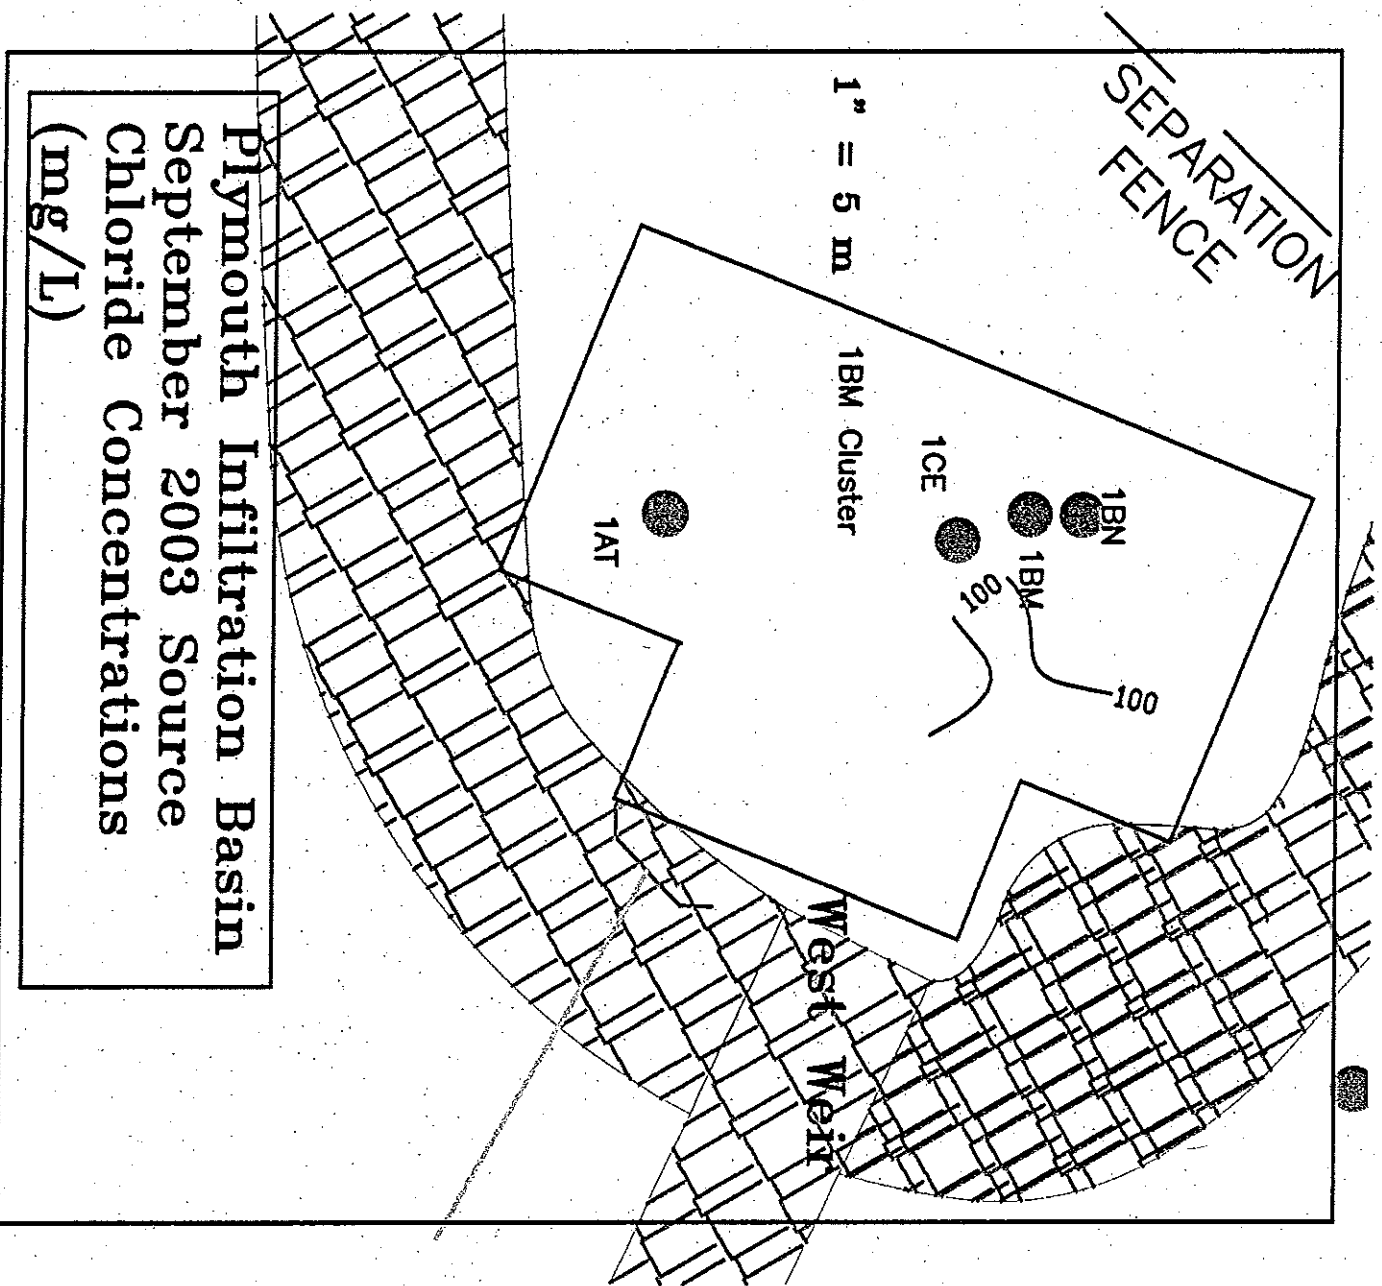 SEPARATION
FENCE
1" = 5 m
1BN
1BM
1CE
1BM Cluster
1AT
100
100
West Weir
Plymouth Infiltration Basin
September 2003 Source
Chloride Concentrations
(mg/L)